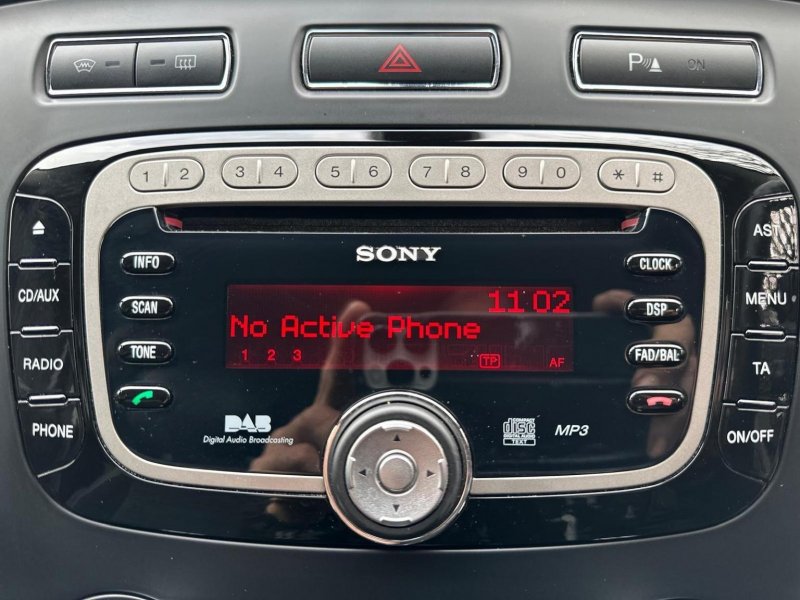 P ON
1 2
3 4
5 6
7 8
9 0
* #
SONY
INFO
CLOCK
AST
CD/AUX
SCAN
11 02
DSP
MENU
No Active Phone
1 2 3
TP
AF
RADIO
TONE
FAD/BAL
TA
PHONE
DAB
Digital Audio Broadcasting
COMPACT
disc
DIGITAL AUDIO
MP3
ON/OFF